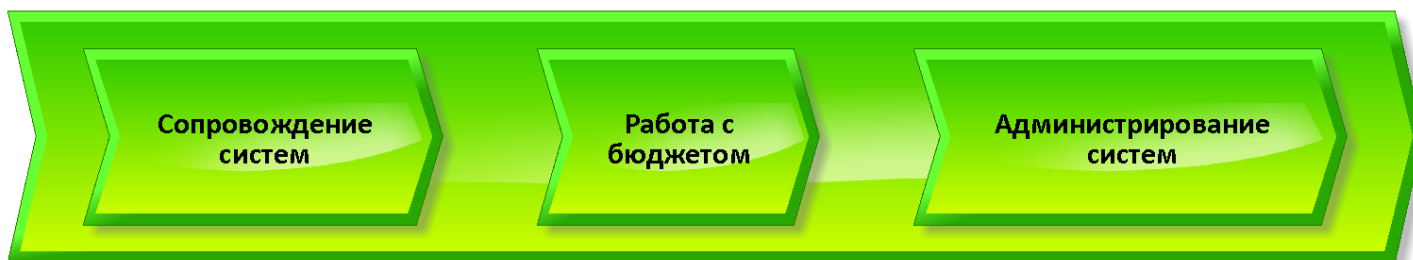 Сопровождение
систем
Работа с
бюджетом
Администрирование
систем